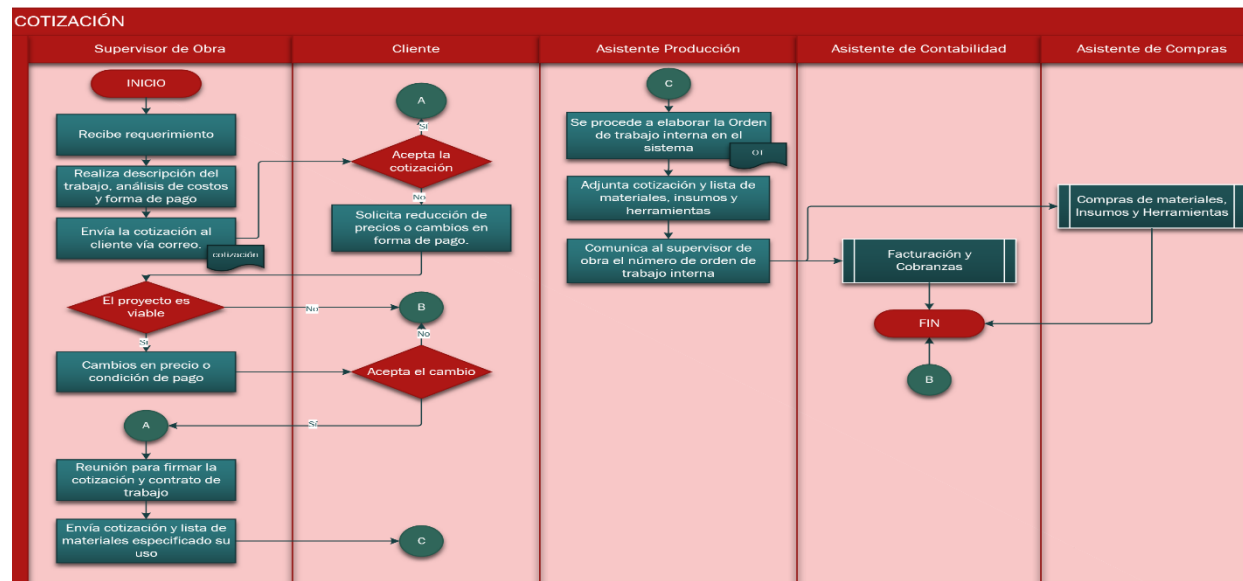 COTIZACIÓN
Supervisor de Obra
Cliente
Asistente Producción
Asistente de Contabilidad
Asistente de Compras
INICIO
Recibe requerimiento
Realiza descripción del
trabajo, análisis de costos
y forma de pago
Envía la cotización al
cliente vía correo.
cotización
El proyecto es
viable
No
Si
Cambios en precio o
condición de pago
A
Reunión para firmar la
cotización y contrato de
trabajo
Envía cotización y lista de
materiales especificado su
uso
A
Si
Acepta la
cotización
No
Solicita reducción de
precios o cambios en
forma de pago.
B
No
Acepta el cambio
Sí
C
C
Se procede a elaborar la Orden
de trabajo interna en el
sistema
OT
Adjunta cotización y lista de
materiales, insumos y
herramientas
Comunica al supervisor de
obra el número de orden
de trabajo interna
Facturación y
Cobranzas
FIN
B
Compras de materiales,
Insumos y Herramientas